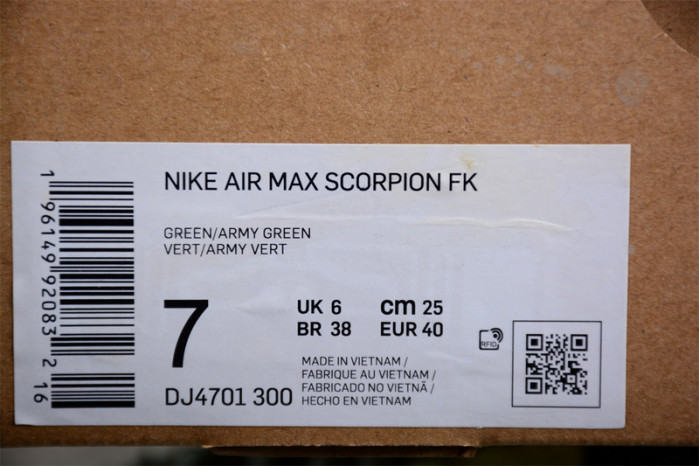 NIKE AIR MAX SCORPION FK
GREEN/ARMY GREEN
VERT/ARMY VERT
7
UK 6
BR 38
cm 25
EUR 40
RFID
DJ4701 300
MADE IN VIETNAM /
FABRIQUE AU VIETNAM /
FABRICADO NO VIETNÃ /
HECHO EN VIETNAM
1 96149 92083 2 16